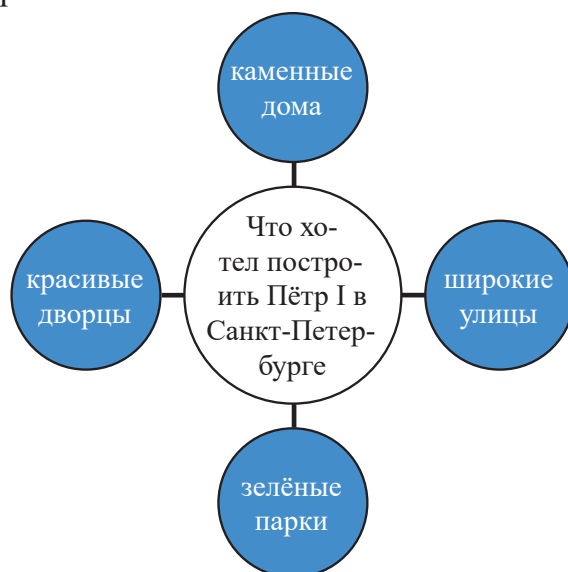 каменные
дома
красивые
дворцы
Что хо-
тел постро-
ить Пётр I в
Санкт-Петер-
бурге
широкие
улицы
зелёные
парки